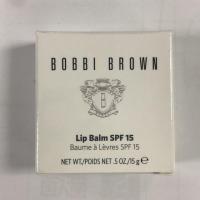 BOBBI BROWN
Lip Balm SPF 15
Baume à Lèvres SPF 15
NET WT./POIDS NET .5 OZ./15 g ℮